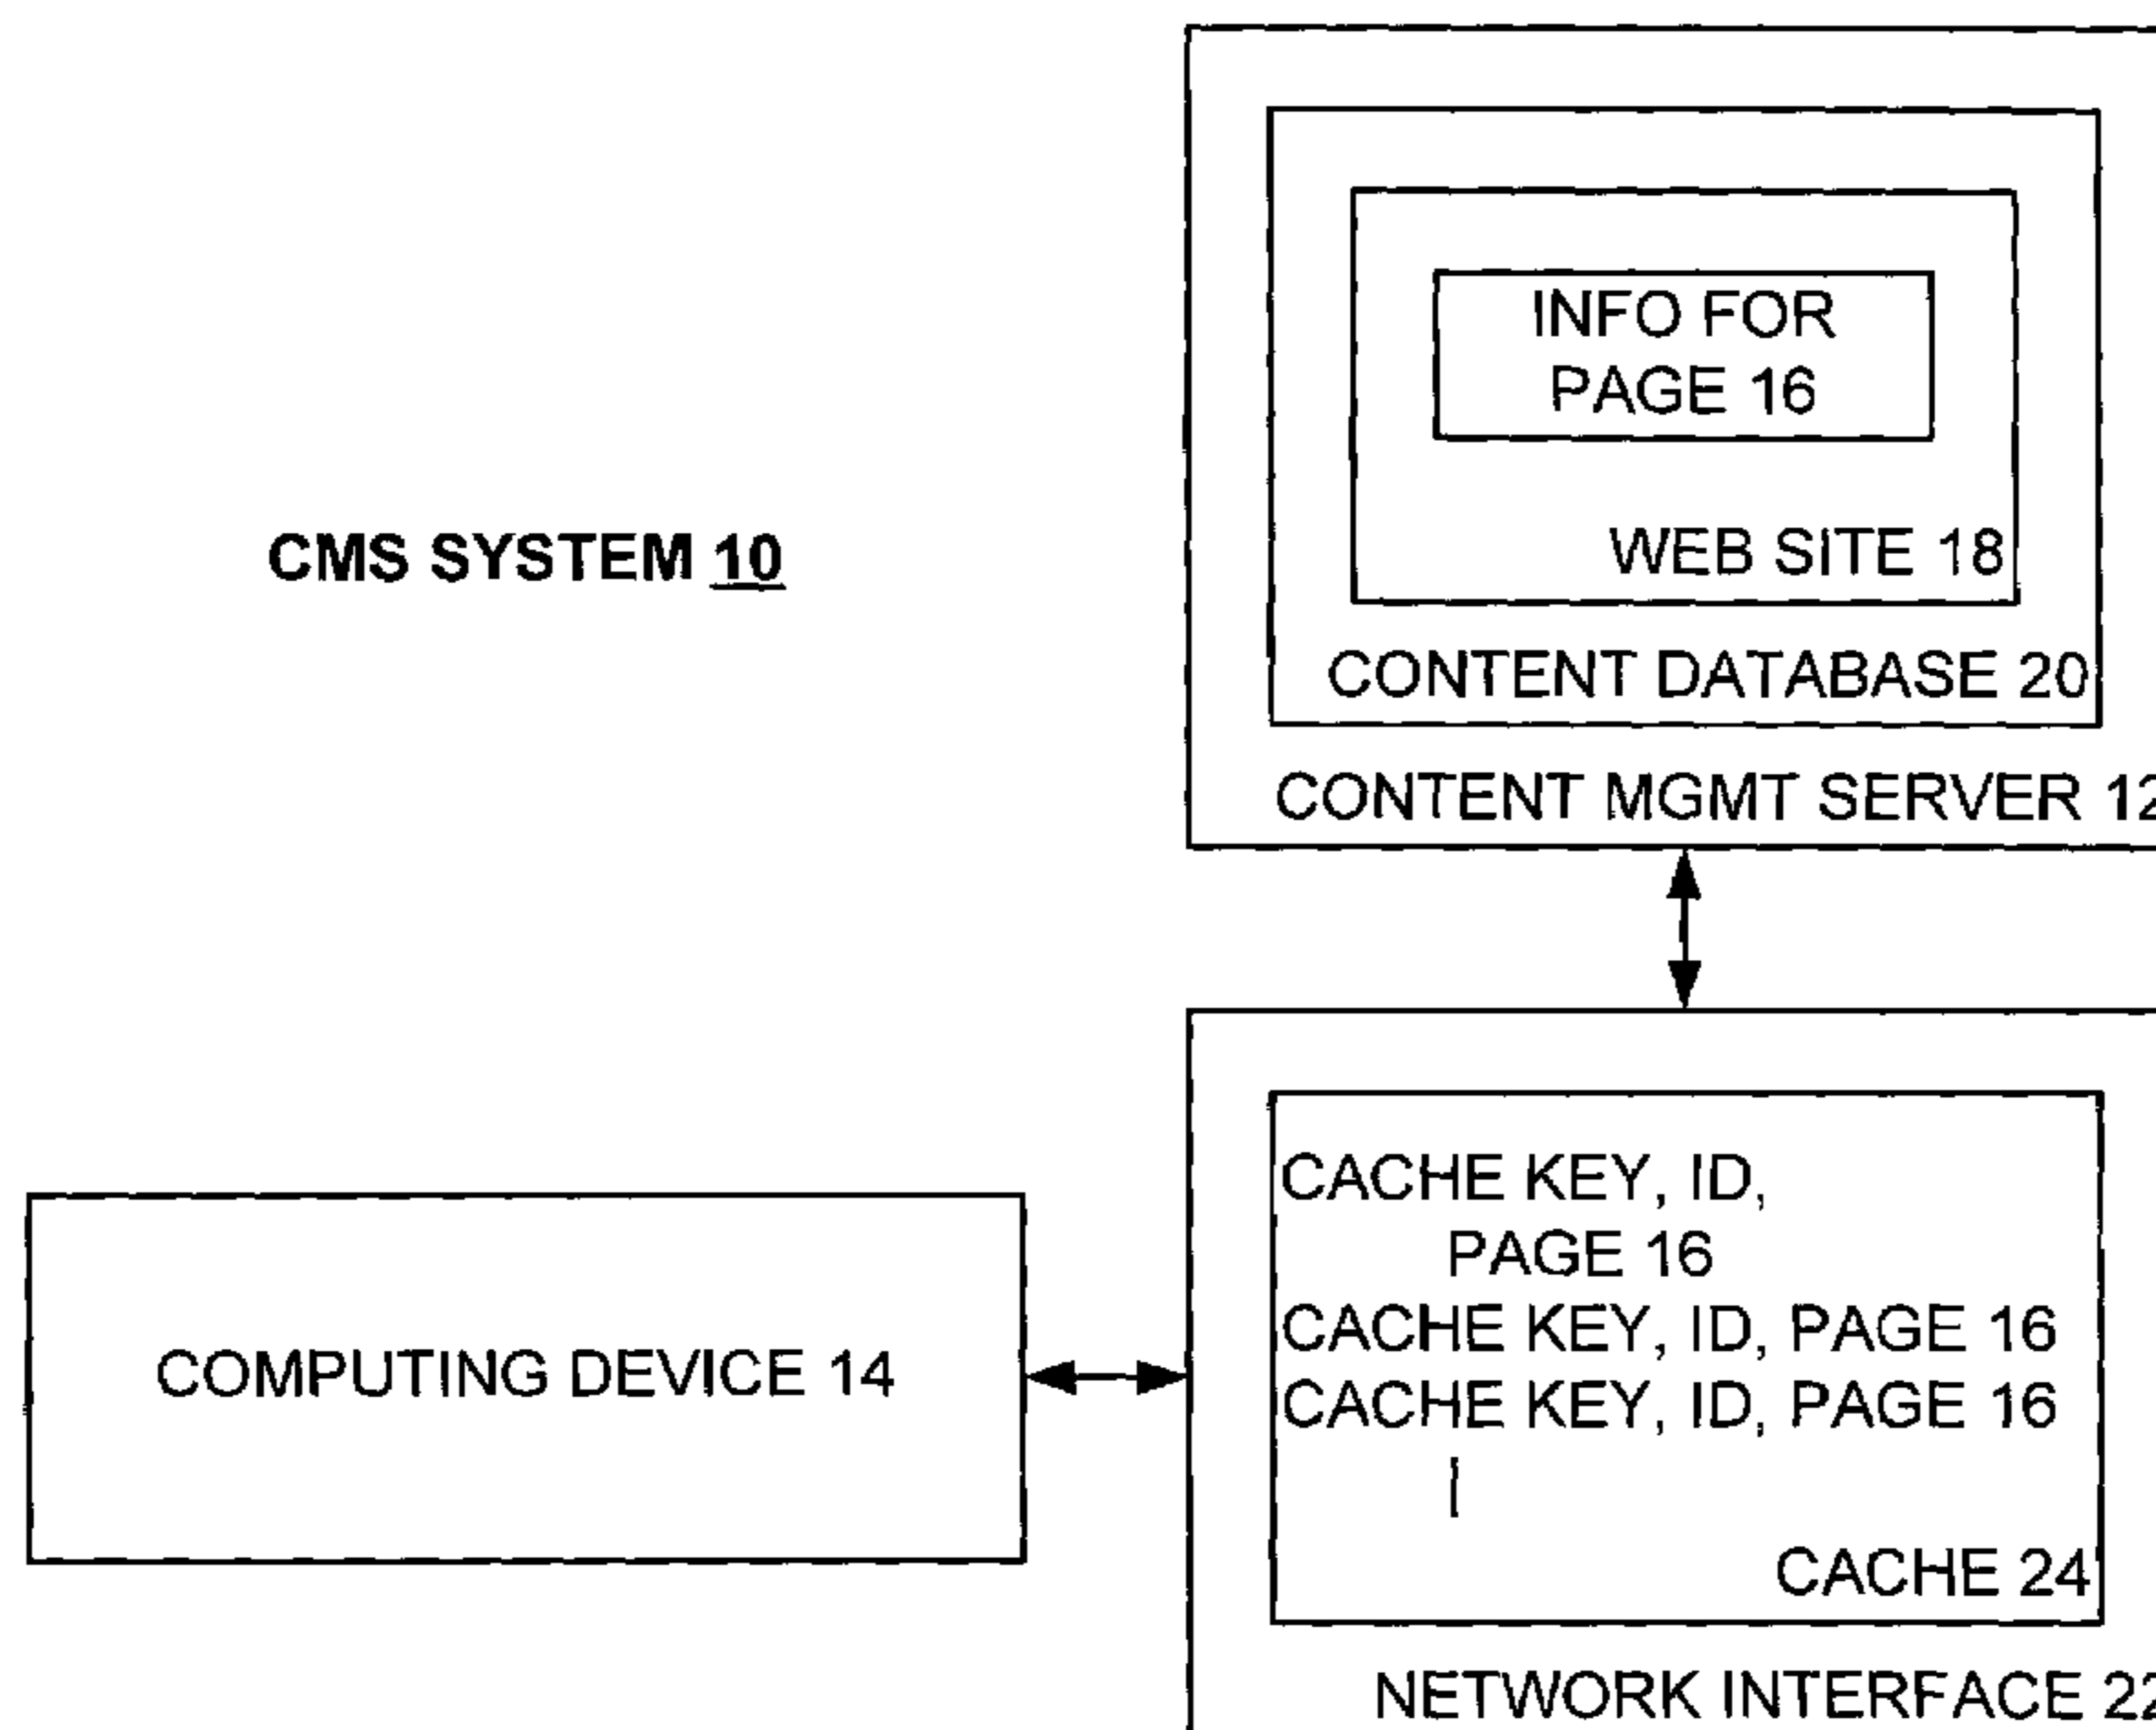 INFO FOR
PAGE 16
WEB SITE 18
CMS SYSTEM 10
CONTENT DATABASE 20
CONTENT MGMT SERVER 12
CACHE KEY, ID,
PAGE 16
CACHE KEY, ID, PAGE 16
CACHE KEY, ID, PAGE 16
COMPUTING DEVICE 14
CACHE 24
NETWORK INTERFACE 22